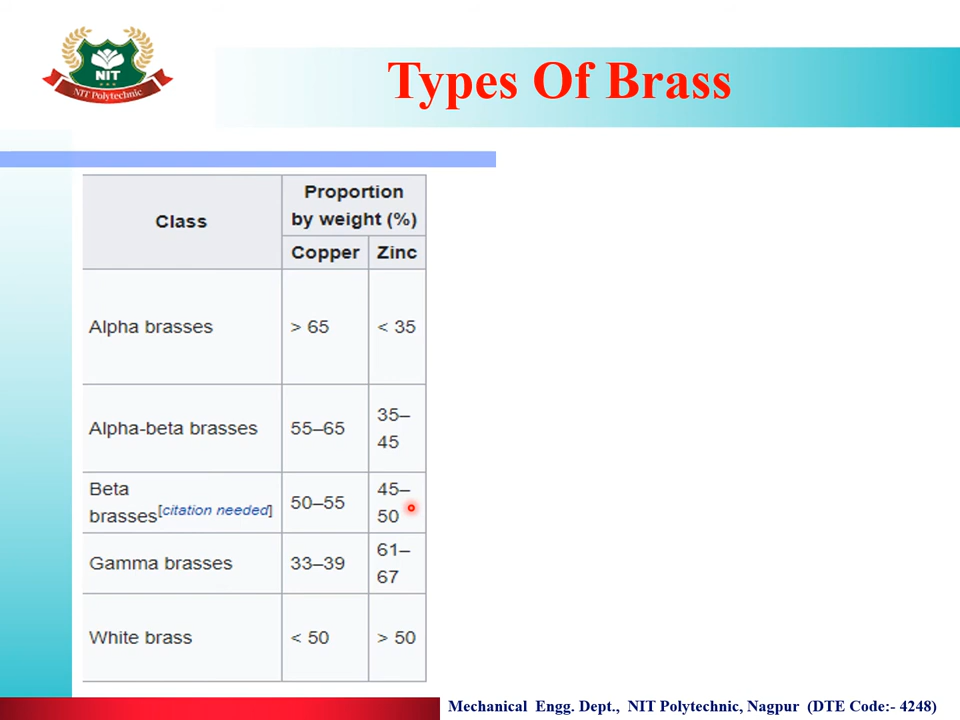 NIT
NIT Polytechnic
Types Of Brass
Class
Proportion
by weight (%)
Copper Zinc
Alpha brasses > 65 < 35
Alpha-beta brasses 55–65 35–
45
Beta
brasses[citation needed] 50–55 45–
50
Gamma brasses 33–39 61–
67
White brass < 50 > 50
Mechanical Engg. Dept., NIT Polytechnic, Nagpur (DTE Code:- 4248)